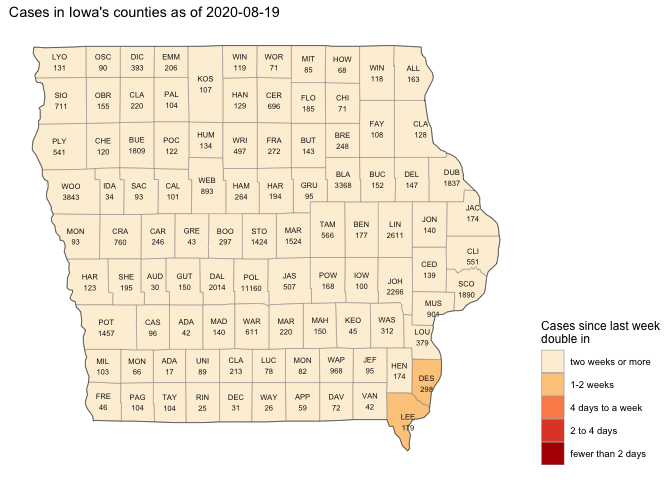 Cases in Iowa's counties as of 2020-08-19
LYO OSC DIC EMM WIN WOR MIT HOW
131 90 393 206 119 71 85 68
KOS WIN ALL
107 118 163
SIO OBR CLA PAL HAN CER FLO CHI
711 155 220 104 129 696 185 71
FAY CLA
108 128
PLY CHE BUE POC HUM WRI FRA BUT BRE
541 120 1809 122 134 497 272 143 248
WOO IDA SAC CAL WEB HAM HAR GRU BLA BUC DEL DUB
3843 34 93 101 893 264 194 95 3368 152 147 1837
JAC
174
MON CRA CAR GRE BOO STO MAR TAM BEN LIN JON
93 760 246 43 297 1424 1524 566 177 2611 140
CLI
551
CED
139
HAR SHE AUD GUT DAL POL JAS POW IOW JOH SCO
123 195 30 150 2014 11160 507 168 100 2266 1890
MUS
901
POT CAS ADA MAD WAR MAR MAH KEO WAS LOU
1457 96 42 140 611 220 150 45 312 379
MIL MON ADA UNI CLA LUC MON WAP JEF HEN DES
103 66 17 89 213 78 82 968 95 174 298
FRE PAG TAY RIN DEC WAY APP DAV VAN LEE
46 104 104 25 31 26 59 72 42 179
Cases since last week
double in
two weeks or more
1-2 weeks
4 days to a week
2 to 4 days
fewer than 2 days